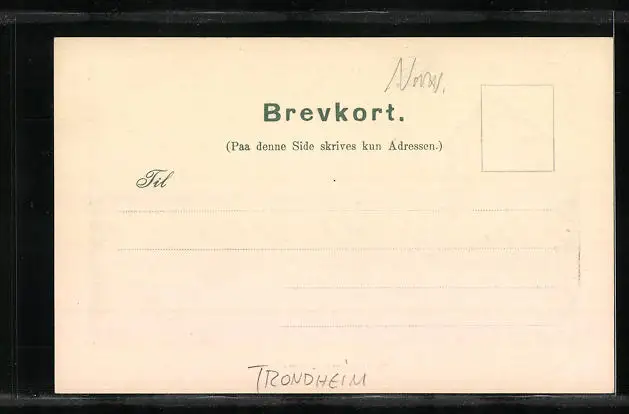 Norw.
Brevkort.
(Paa denne Side skrives kun Adressen.)
Til
TRONDHEIM